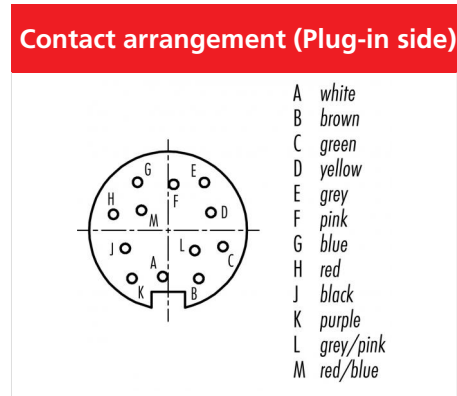 Contact arrangement (Plug-in side)
A white
B brown
C green
D yellow
E grey
F pink
G blue
H red
J black
K purple
L grey/pink
M red/blue
G E
F
H
M D
J L
C
A
K B